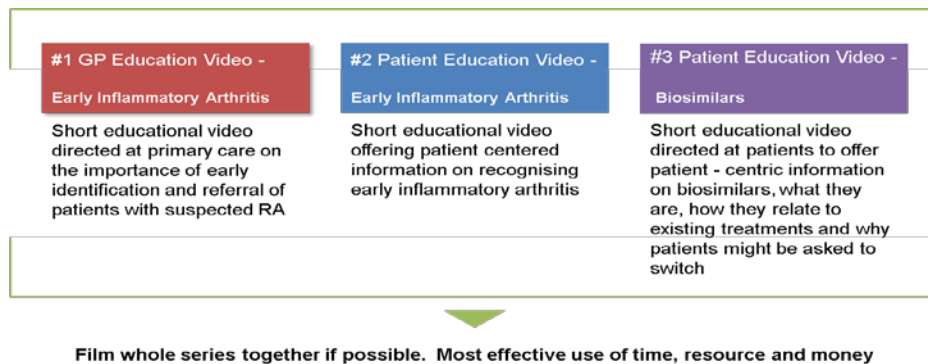 #1 GP Education Video -
Early Inflammatory Arthritis
Short educational video
directed at primary care on
the importance of early
identification and referral of
patients with suspected RA
#2 Patient Education Video -
Early Inflammatory Arthritis
Short educational video
offering patient centered
information on recognising
early inflammatory arthritis
#3 Patient Education Video -
Biosimilars
Short educational video
directed at patients to offer
patient - centric information
on biosimilars, what they
are, how they relate to
existing treatments and why
patients might be asked to
switch
Film whole series together if possible. Most effective use of time, resource and money